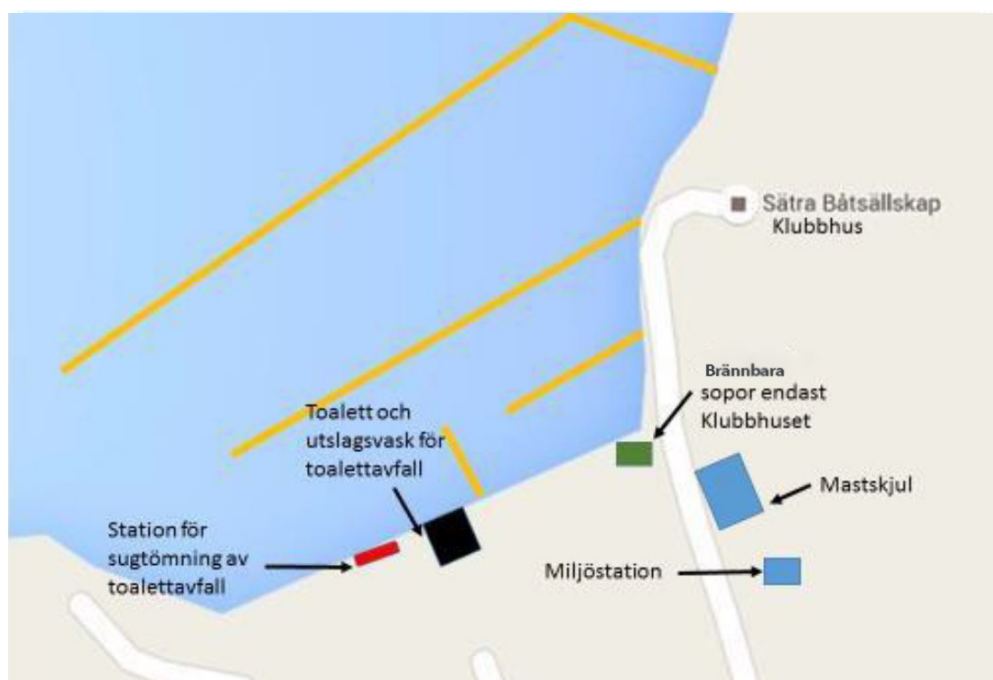 Sätra Båtsällskap
Klubbhus
Brännbara
sopor endast
Klubbhuset
Toalett och
utslagsvask för
toalettavfall
Mastskjul
Station för
sugtömning av
toalettavfall
Miljöstation